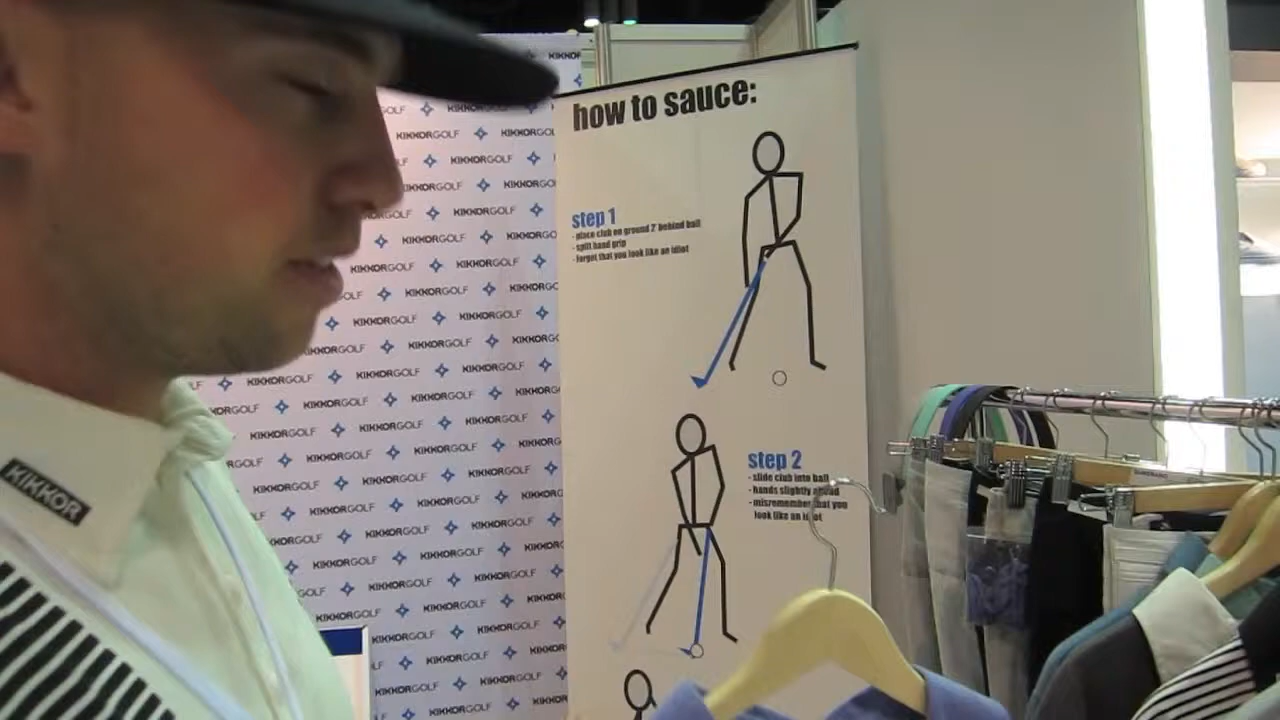 how to sauce:
step 1
- place club on ground 2' behind ball
- split hand grip
- forget that you look like an idiot
step 2
- slide club into ball
- hands slightly ahead
- misremember that you
look like an idiot
KIKKORGOLF
KIKKOR